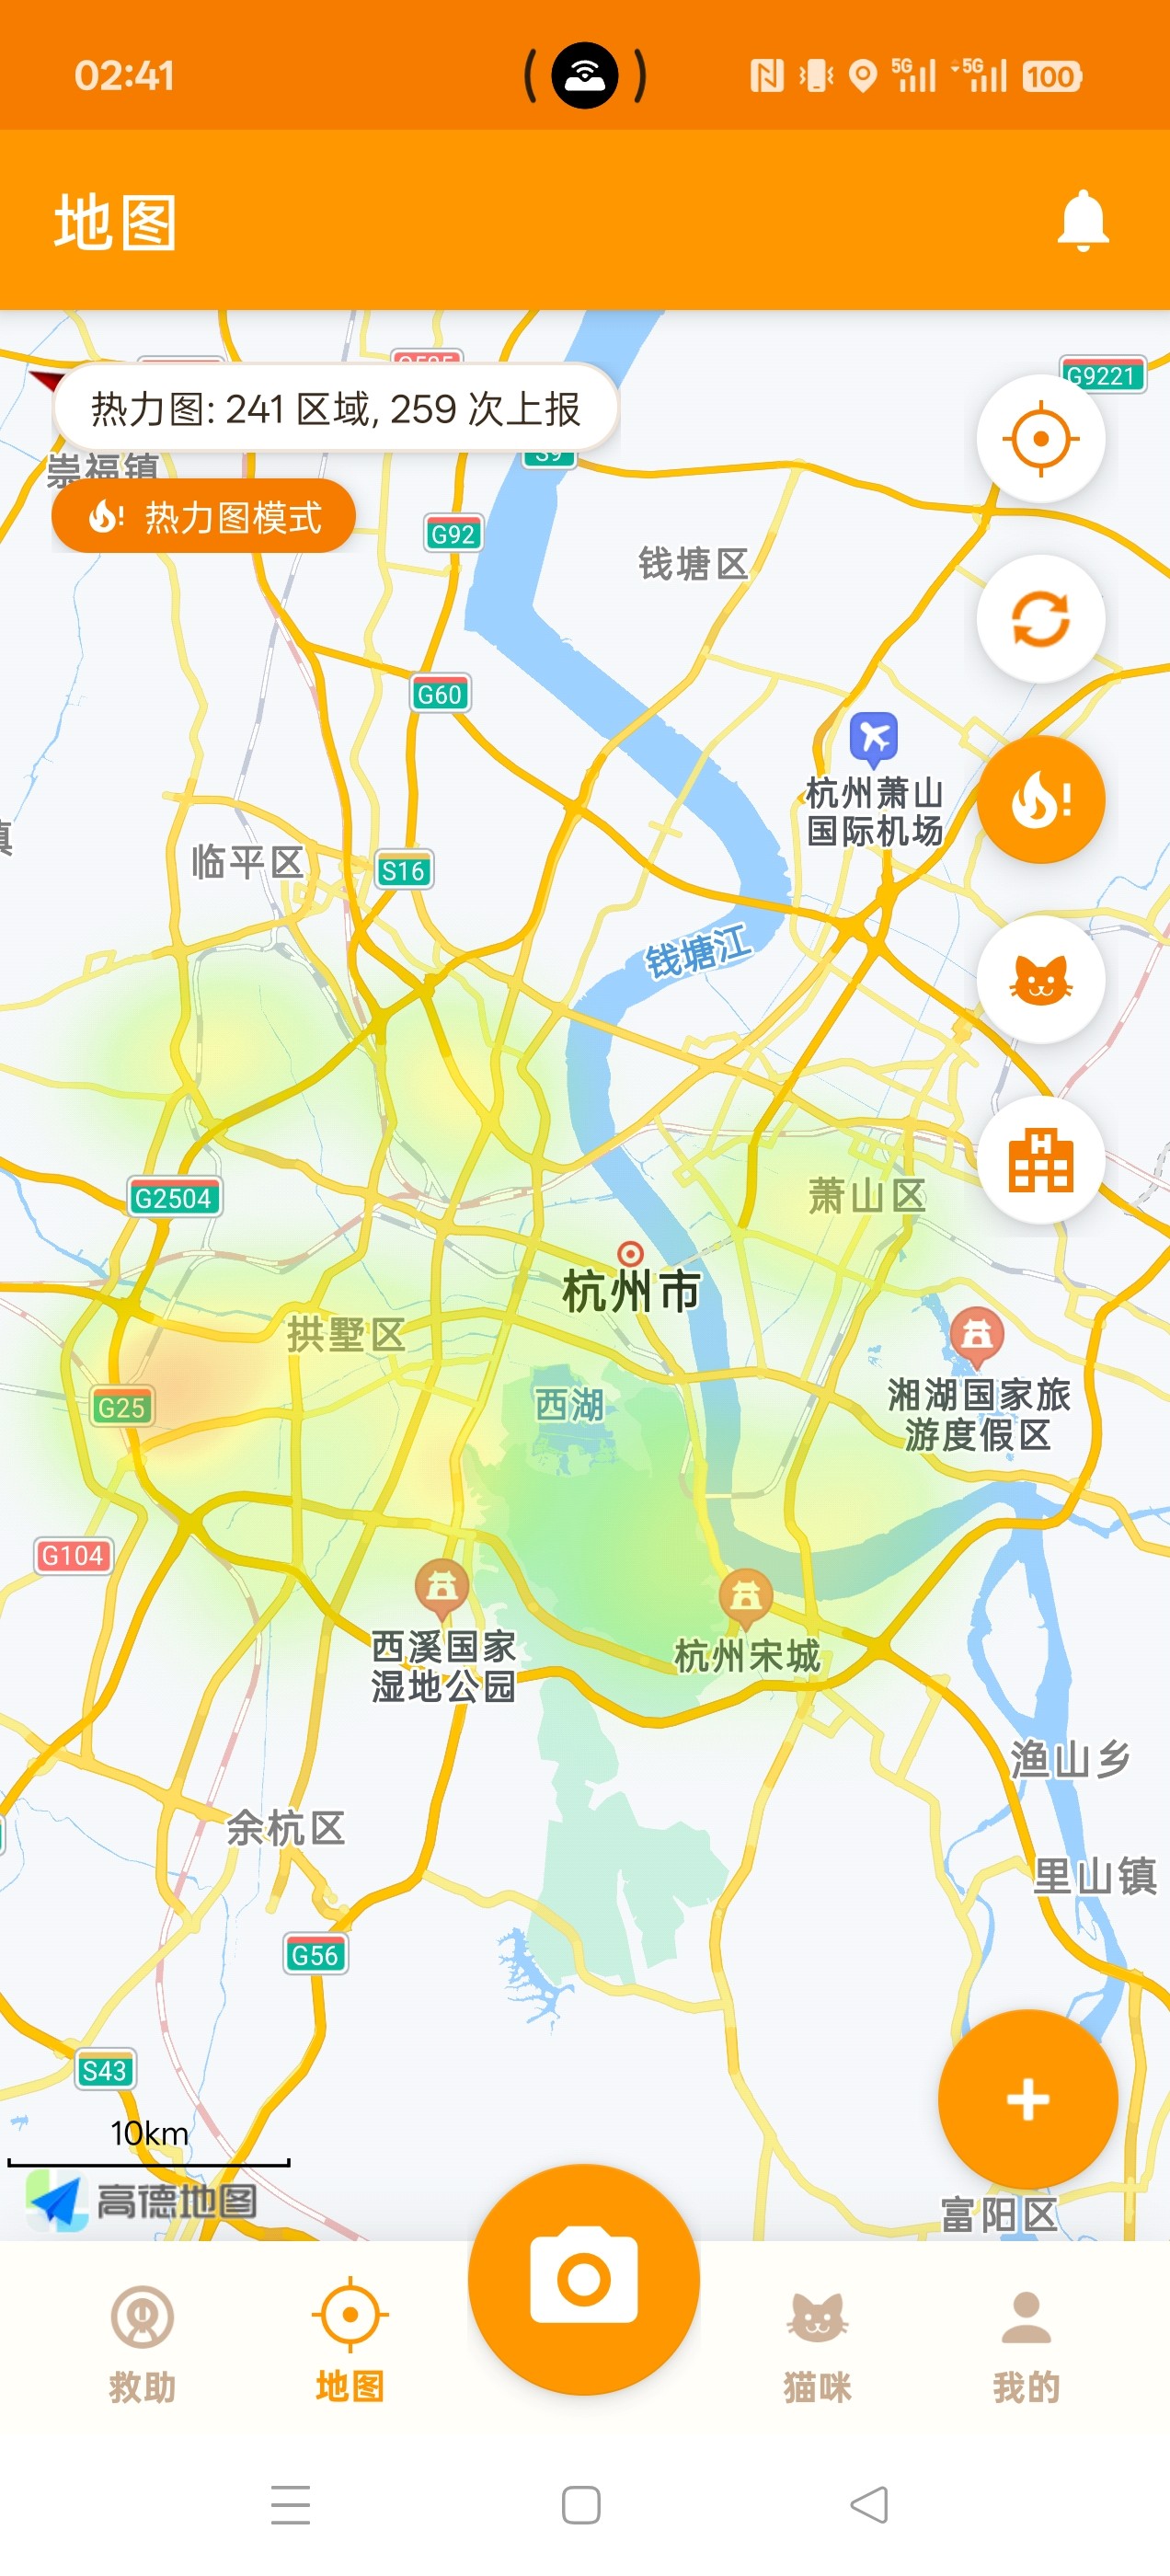 02:41
5G
5G
100
地图
G9221
热力图: 241 区域, 259 次上报
S9
崇福镇
热力图模式
G92
钱塘区
G60
杭州萧山
国际机场
临平区
S16
钱塘江
G2504
萧山区
杭州市
拱墅区
西湖
G25
湘湖国家旅
游度假区
G104
西溪国家
湿地公园
杭州宋城
渔山乡
余杭区
里山镇
G56
S43
10km
高德地图
富阳区
救助
地图
猫咪
我的